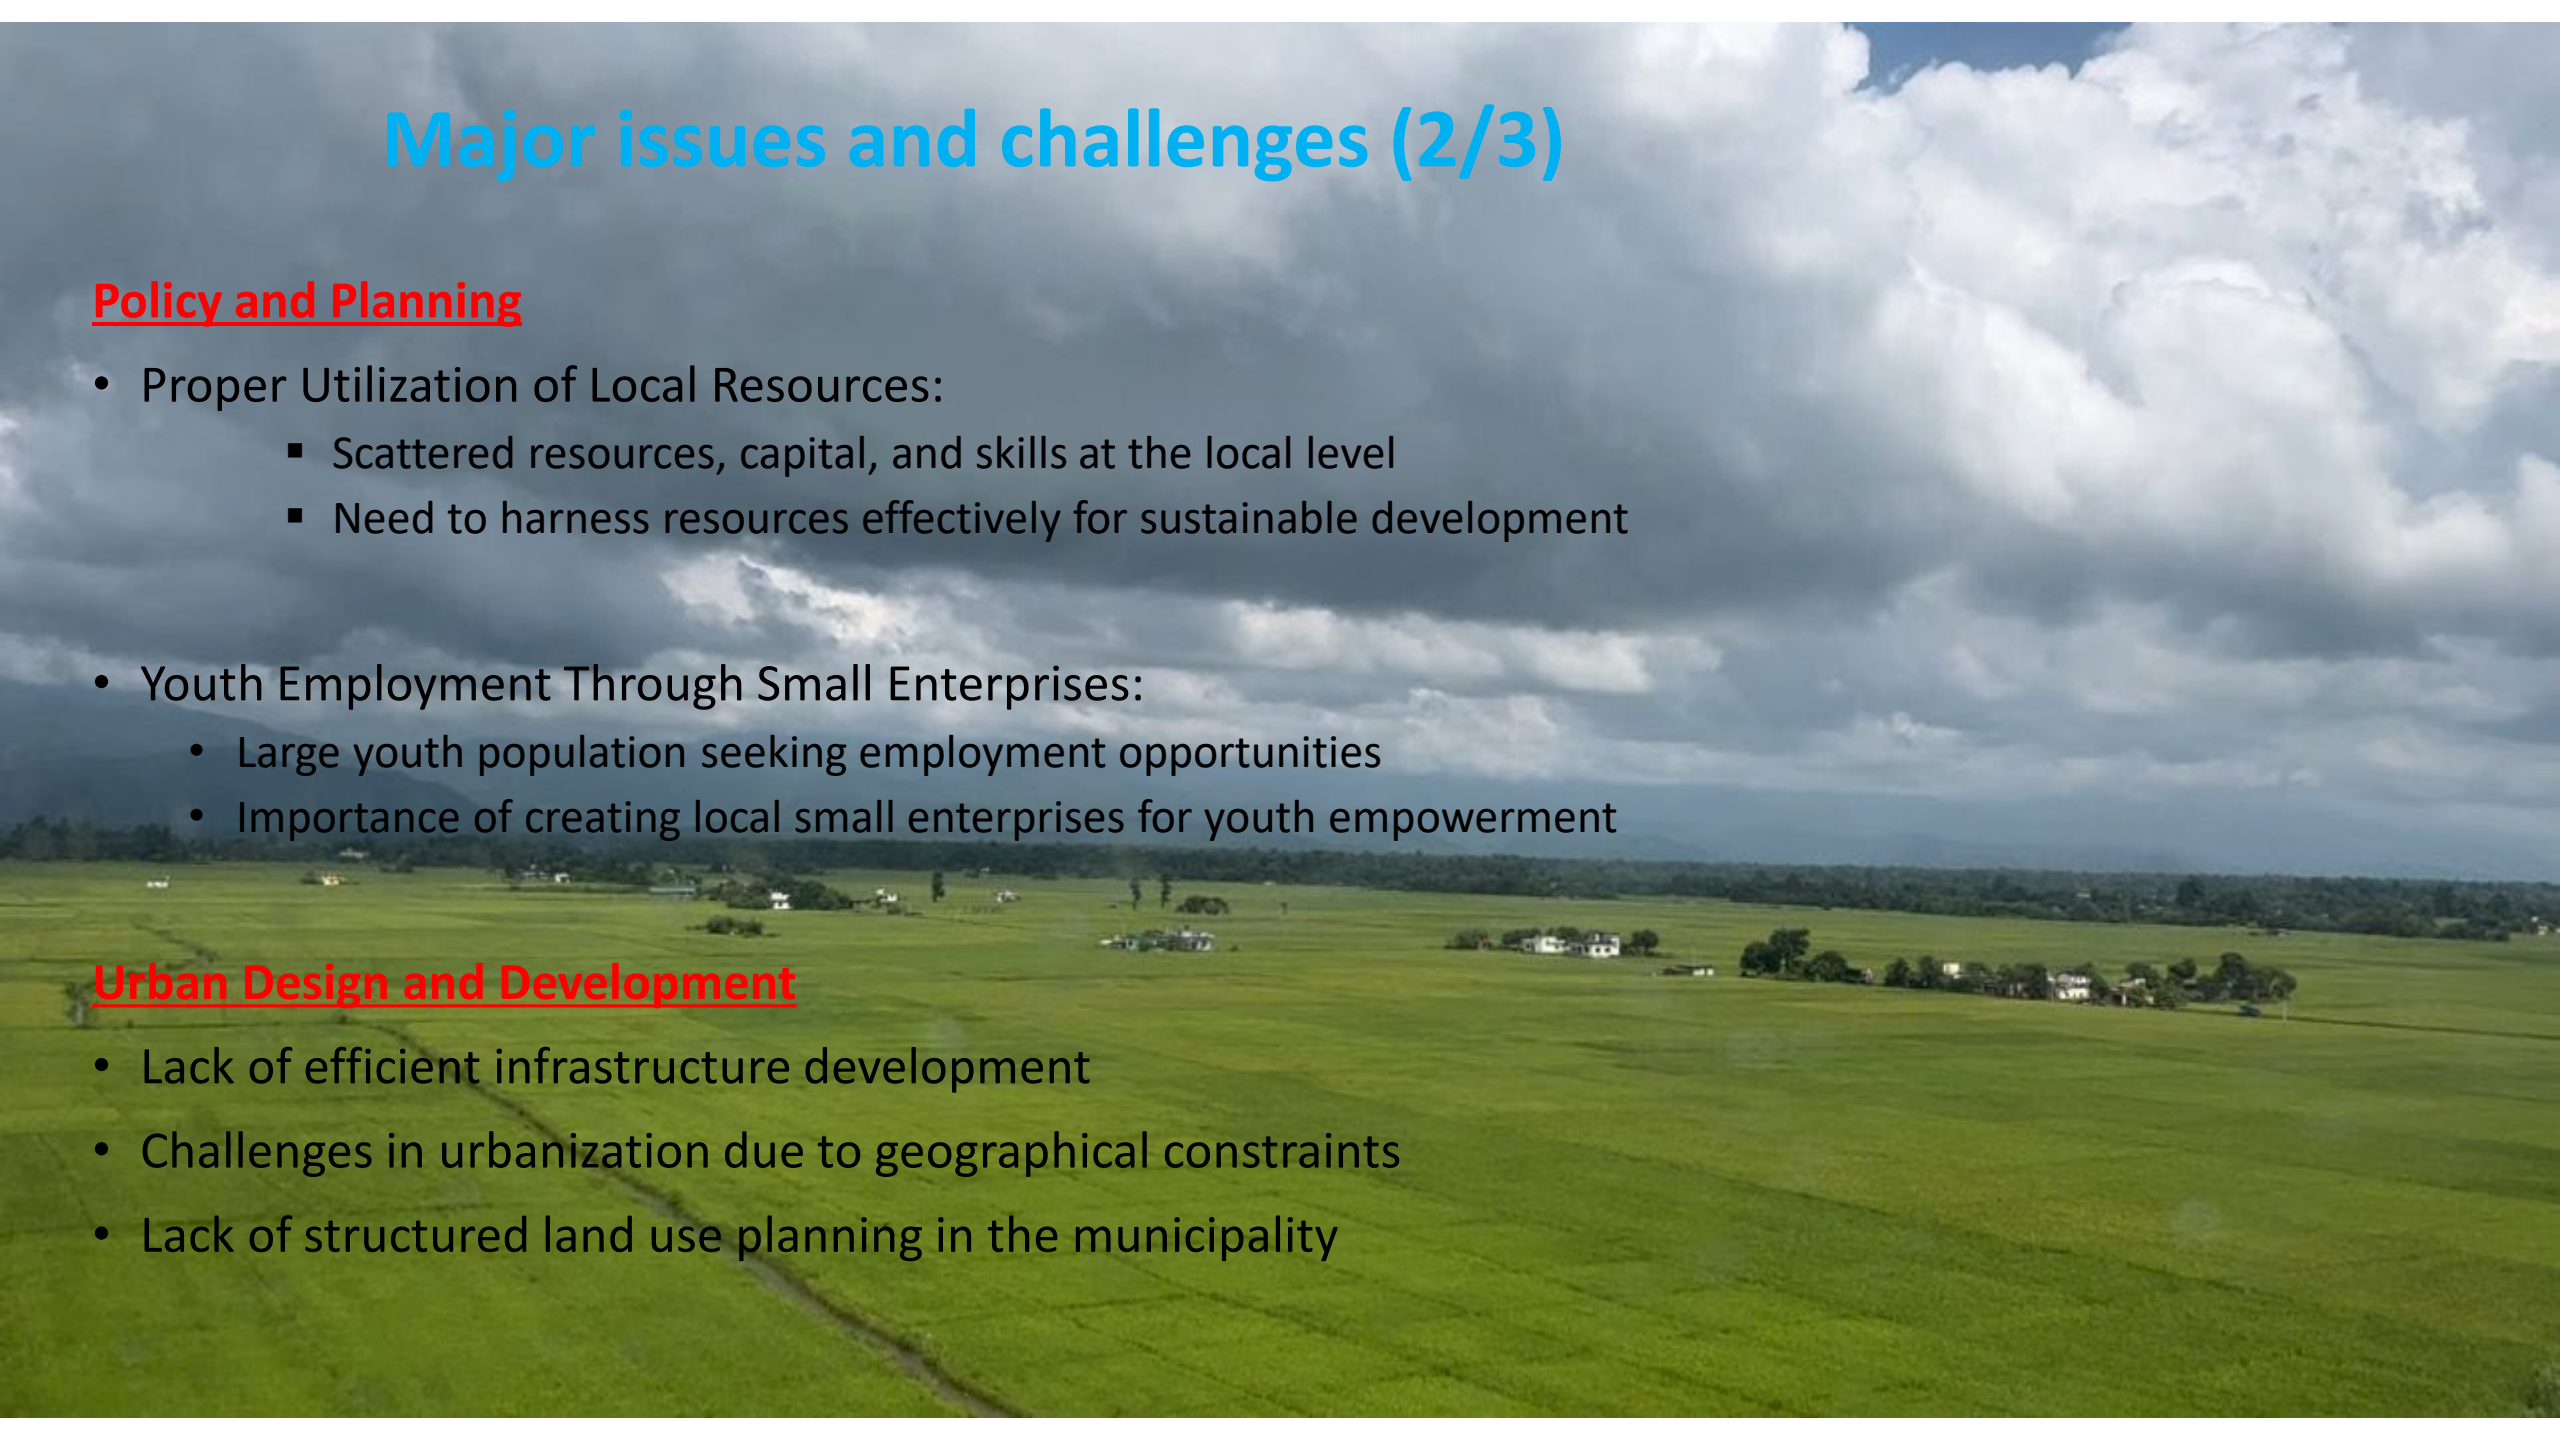 Major issues and challenges (2/3)
Policy and Planning
• Proper Utilization of Local Resources:
▪ Scattered resources, capital, and skills at the local level
▪ Need to harness resources effectively for sustainable development
• Youth Employment Through Small Enterprises:
• Large youth population seeking employment opportunities
• Importance of creating local small enterprises for youth empowerment
Urban Design and Development
• Lack of efficient infrastructure development
• Challenges in urbanization due to geographical constraints
• Lack of structured land use planning in the municipality